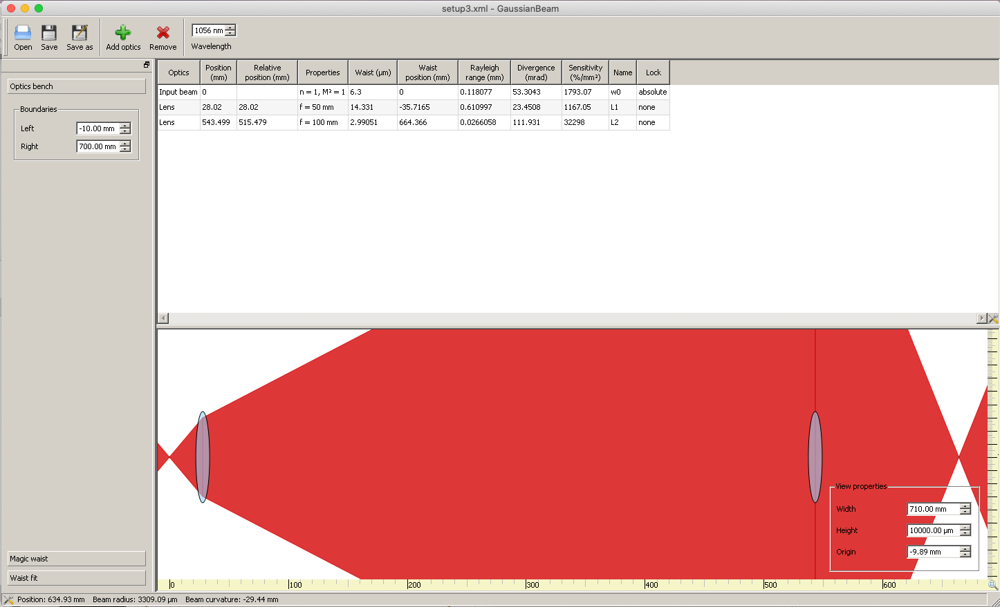 setup3.xml - GaussianBeam
1056 nm
Open Save Save as Add optics Remove Wavelength
Optics bench
Boundaries
Left -10.00 mm
Right 700.00 mm
Magic waist
Waist fit
Optics Position (mm) Relative position (mm) Properties Waist (µm) Waist position (mm) Rayleigh range (mm) Divergence (mrad) Sensitivity (%/mm²) Name Lock
Input beam 0 n = 1, M² = 1 6.3 0 0.118077 53.3043 1793.07 w0 absolute
Lens 28.02 28.02 f = 50 mm 14.331 -35.7165 0.610997 23.4508 1167.05 L1 none
Lens 543.499 515.479 f = 100 mm 2.99051 664.366 0.0266058 111.931 32298 L2 none
View properties
Width 710.00 mm
Height 10000.00 µm
Origin -9.89 mm
0 100 200 300 400 500 600
Position: 634.93 mm Beam radius: 3309.09 µm Beam curvature: -29.44 mm